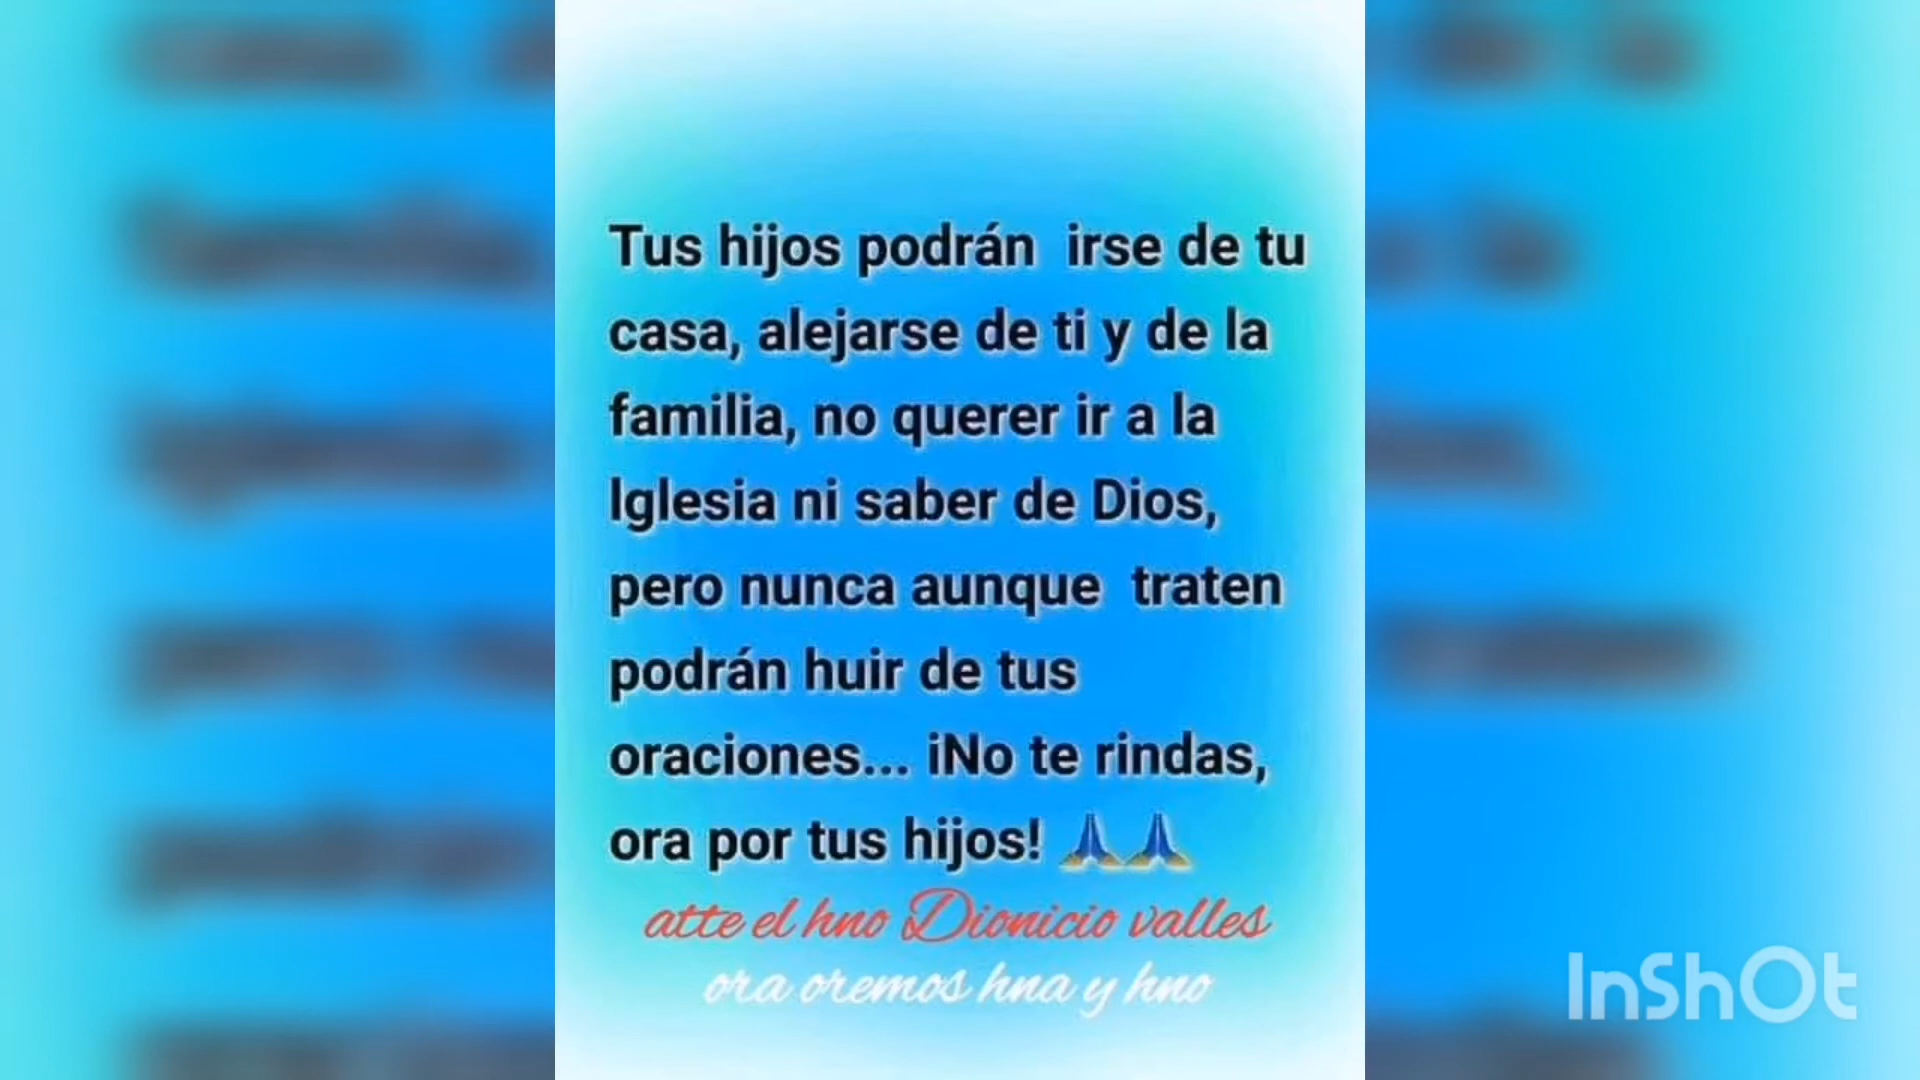 Tus hijos podrán irse de tu
casa, alejarse de ti y de la
familia, no querer ir a la
Iglesia ni saber de Dios,
pero nunca aunque traten
podrán huir de tus
oraciones... ¡No te rindas,
ora por tus hijos! 🙏🙏
atte el hno Dionicio valles
ora oremos hna y hno
InShOt